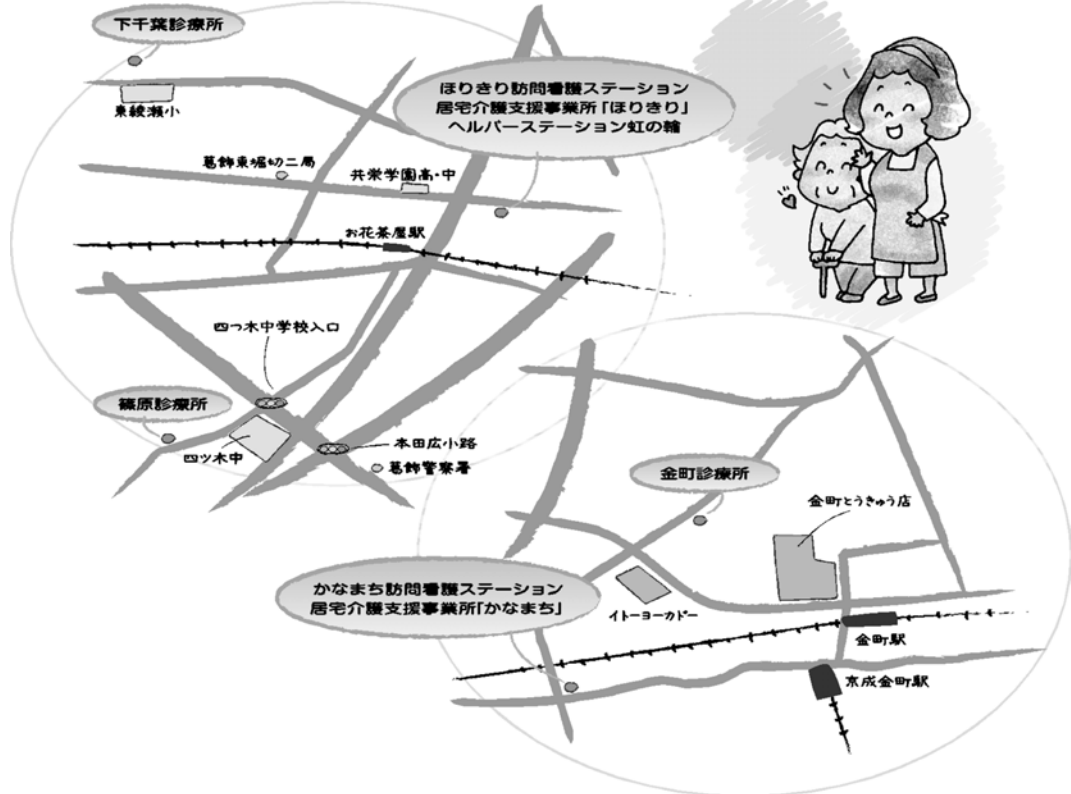 下千葉診療所
東綾瀬小
ほりきり訪問看護ステーション
居宅介護支援事業所「ほりきり」
ヘルパーステーション虹の輪
葛飾東堀切二局
共栄学園高・中
お花茶屋駅
四つ木中学校入口
篠原診療所
四ツ木中
本田広小路
葛飾警察署
金町診療所
金町とうきゅう店
かなまち訪問看護ステーション
居宅介護支援事業所「かなまち」
イトーヨーカドー
金町駅
京成金町駅